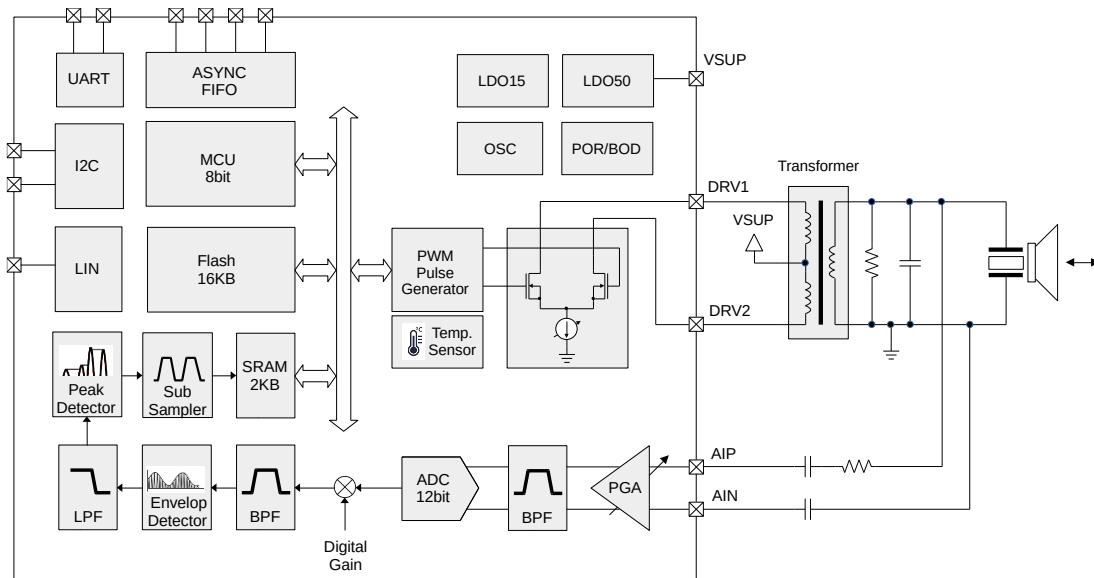 UART
ASYNC
FIFO
LDO15
LDO50
VSUP
I2C
MCU
8bit
OSC
POR/BOD
Transformer
DRV1
VSUP
LIN
Flash
16KB
PWM
Pulse
Generator
DRV2
°C
Temp.
Sensor
Peak
Detector
Sub
Sampler
SRAM
2KB
AIP
LPF
Envelop
Detector
BPF
ADC
12bit
BPF
PGA
AIN
Digital
Gain